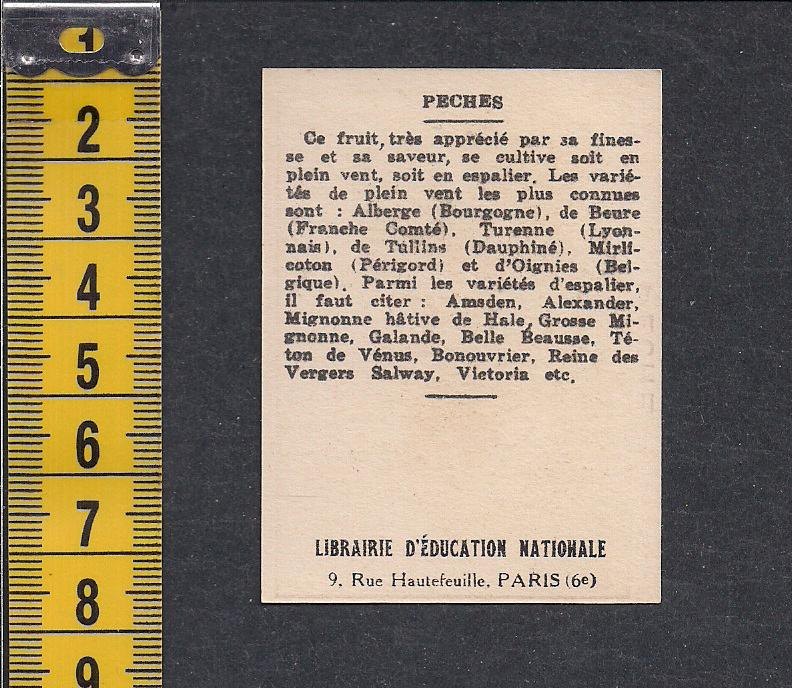 1
2
3
4
5
6
7
8
9
PECHES
Ce fruit, très apprécié par sa fines-
se et sa saveur, se cultive soit en
plein vent, soit en espalier. Les varié-
tés de plein vent les plus connues
sont : Alberge (Bourgogne), de Beure
(Franche Comté), Turenne (Lyon-
nais), de Tullins (Dauphiné), Mirli-
coton (Périgord) et d'Oignies (Bel-
gique). Parmi les variétés d'espalier,
il faut citer : Amsden, Alexander,
Mignonne hâtive de Hale, Grosse Mi-
gnonne, Galande, Belle Beausse, Té-
ton de Vénus, Bonouvrier, Reine des
Vergers Salway, Victoria etc.
LIBRAIRIE D'ÉDUCATION NATIONALE
9, Rue Hautefeuille, PARIS (6e)